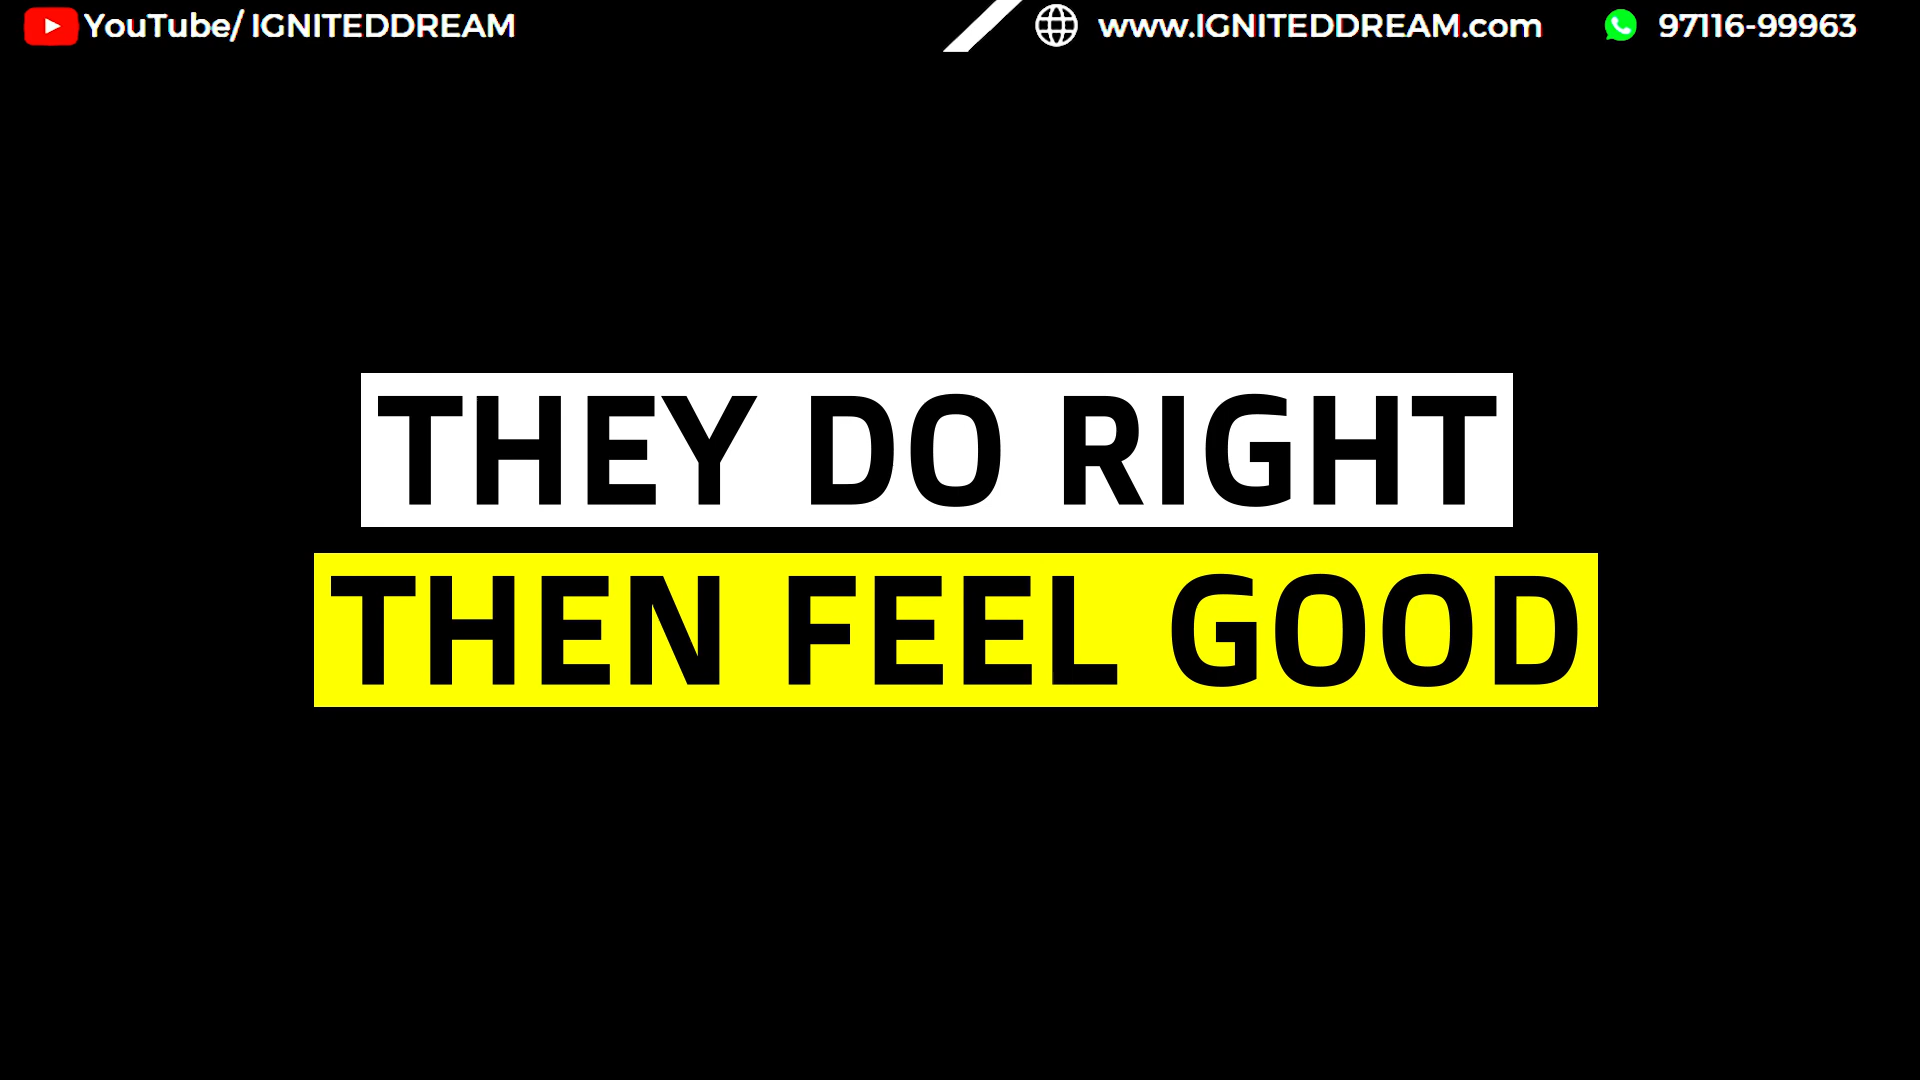 YouTube/ IGNITEDDREAM
www.IGNITEDDREAM.com
97116-99963
THEY DO RIGHT
THEN FEEL GOOD